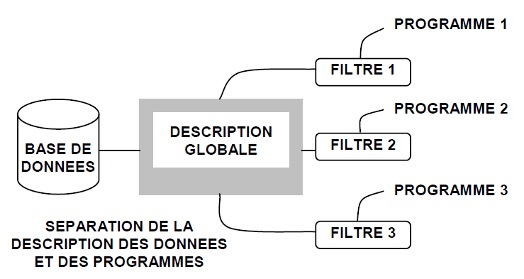 PROGRAMME 1
FILTRE 1
PROGRAMME 2
DESCRIPTION
GLOBALE
BASE DE
DONNEES
FILTRE 2
PROGRAMME 3
SEPARATION DE LA
DESCRIPTION DES DONNEES
ET DES PROGRAMMES
FILTRE 3